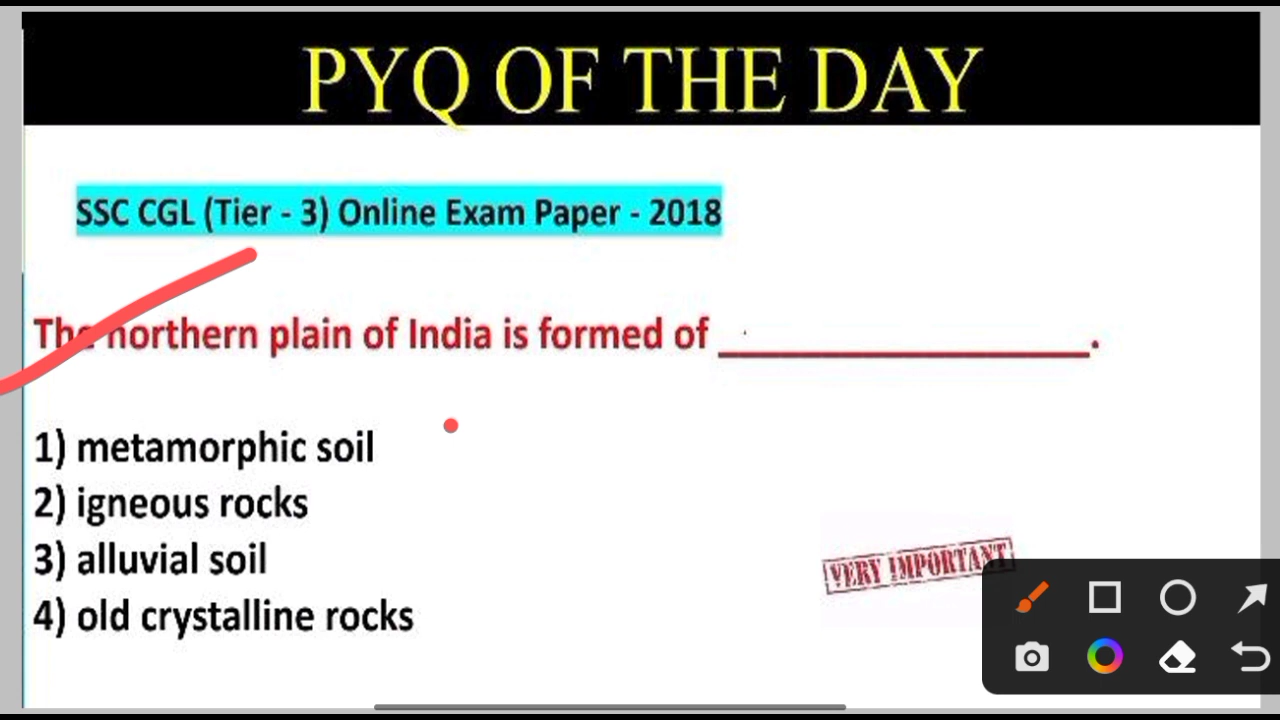 PYQ OF THE DAY
SSC CGL (Tier - 3) Online Exam Paper - 2018
The northern plain of India is formed of ____________________.
1) metamorphic soil
2) igneous rocks
3) alluvial soil
4) old crystalline rocks
VERY IMPORTANT